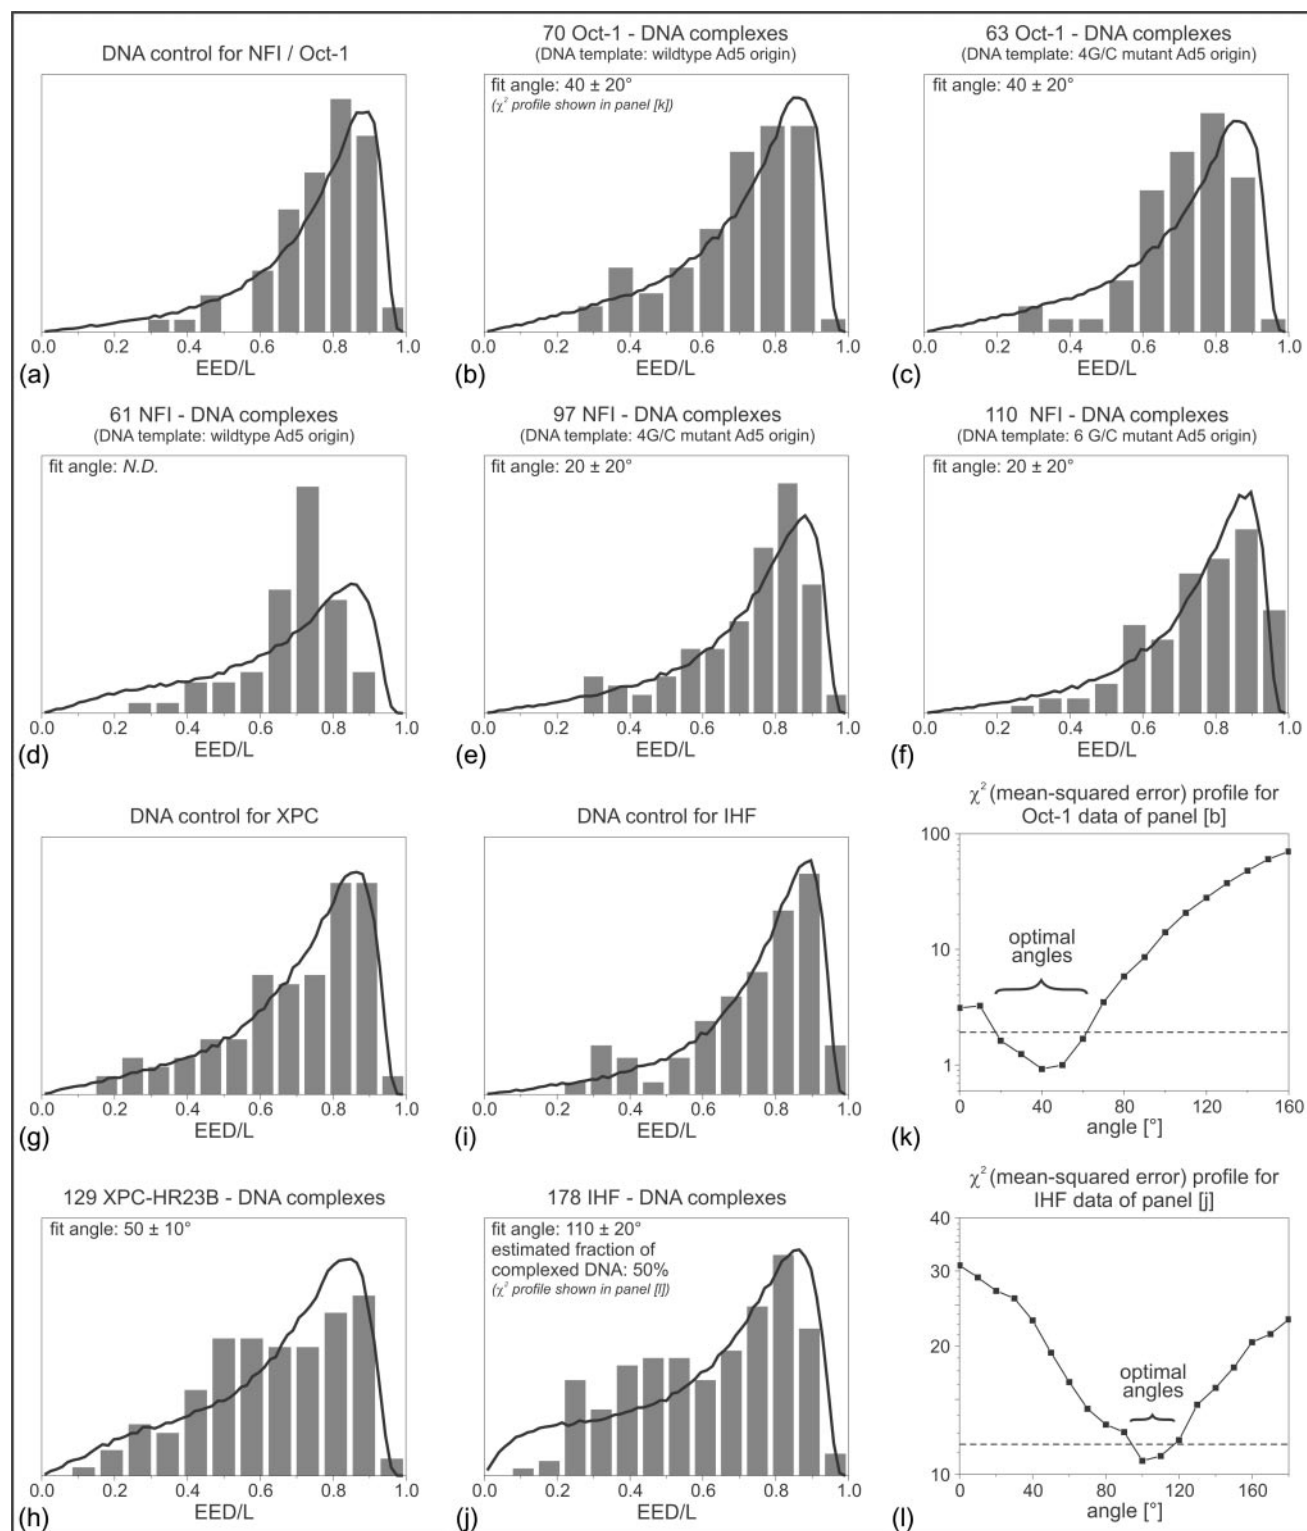 DNA control for NFI / Oct-1
0.0 0.2 0.4 0.6 0.8 1.0
EED/L
(a)
70 Oct-1 - DNA complexes
(DNA template: wildtype Ad5 origin)
fit angle: 40 ± 20°
(χ² profile shown in panel [k])
0.0 0.2 0.4 0.6 0.8 1.0
EED/L
(b)
63 Oct-1 - DNA complexes
(DNA template: 4G/C mutant Ad5 origin)
fit angle: 40 ± 20°
0.0 0.2 0.4 0.6 0.8 1.0
EED/L
(c)
61 NFI - DNA complexes
(DNA template: wildtype Ad5 origin)
fit angle: N.D.
0.0 0.2 0.4 0.6 0.8 1.0
EED/L
(d)
97 NFI - DNA complexes
(DNA template: 4G/C mutant Ad5 origin)
fit angle: 20 ± 20°
0.0 0.2 0.4 0.6 0.8 1.0
EED/L
(e)
110 NFI - DNA complexes
(DNA template: 6 G/C mutant Ad5 origin)
fit angle: 20 ± 20°
0.0 0.2 0.4 0.6 0.8 1.0
EED/L
(f)
DNA control for XPC
0.0 0.2 0.4 0.6 0.8 1.0
EED/L
(g)
DNA control for IHF
0.0 0.2 0.4 0.6 0.8 1.0
EED/L
(i)
χ² (mean-squared error) profile for
Oct-1 data of panel [b]
100
10
1
optimal
angles
0 40 80 120 160
angle [°]
(k)
129 XPC-HR23B - DNA complexes
fit angle: 50 ± 10°
0.0 0.2 0.4 0.6 0.8 1.0
EED/L
(h)
178 IHF - DNA complexes
fit angle: 110 ± 20°
estimated fraction of
complexed DNA: 50%
(χ² profile shown in panel [l])
0.0 0.2 0.4 0.6 0.8 1.0
EED/L
(j)
χ² (mean-squared error) profile for
IHF data of panel [j]
40
30
20
10
optimal
angles
0 40 80 120 160
angle [°]
(l)